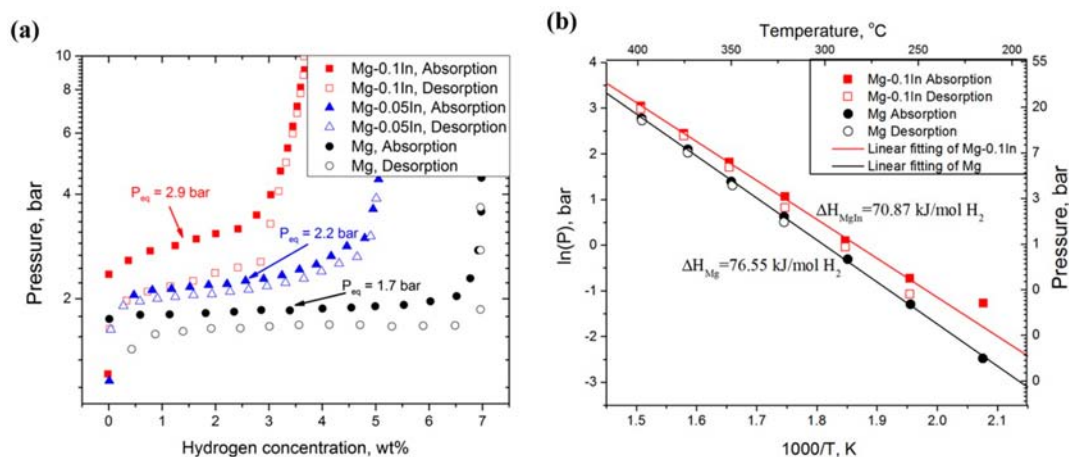 (a)
10
8
6
4
2
Pressure, bar
Mg-0.1In, Absorption
Mg-0.1In, Desorption
Mg-0.05In, Absorption
Mg-0.05In, Desorption
Mg, Absorption
Mg, Desorption
Peq = 2.9 bar
Peq = 2.2 bar
Peq = 1.7 bar
0 1 2 3 4 5 6 7
Hydrogen concentration, wt%
(b)
Temperature, °C
400 350 300 250 200
4
3
2
1
0
-1
-2
-3
ln(P), bar
Mg-0.1In Absorption
Mg-0.1In Desorption
Mg Absorption
Mg Desorption
Linear fitting of Mg-0.1In
Linear fitting of Mg
ΔHMgIn=70.87 kJ/mol H2
ΔHMg=76.55 kJ/mol H2
55
20
7
3
1
0
0
0
Pressure, bar
1.5 1.6 1.7 1.8 1.9 2.0 2.1
1000/T, K